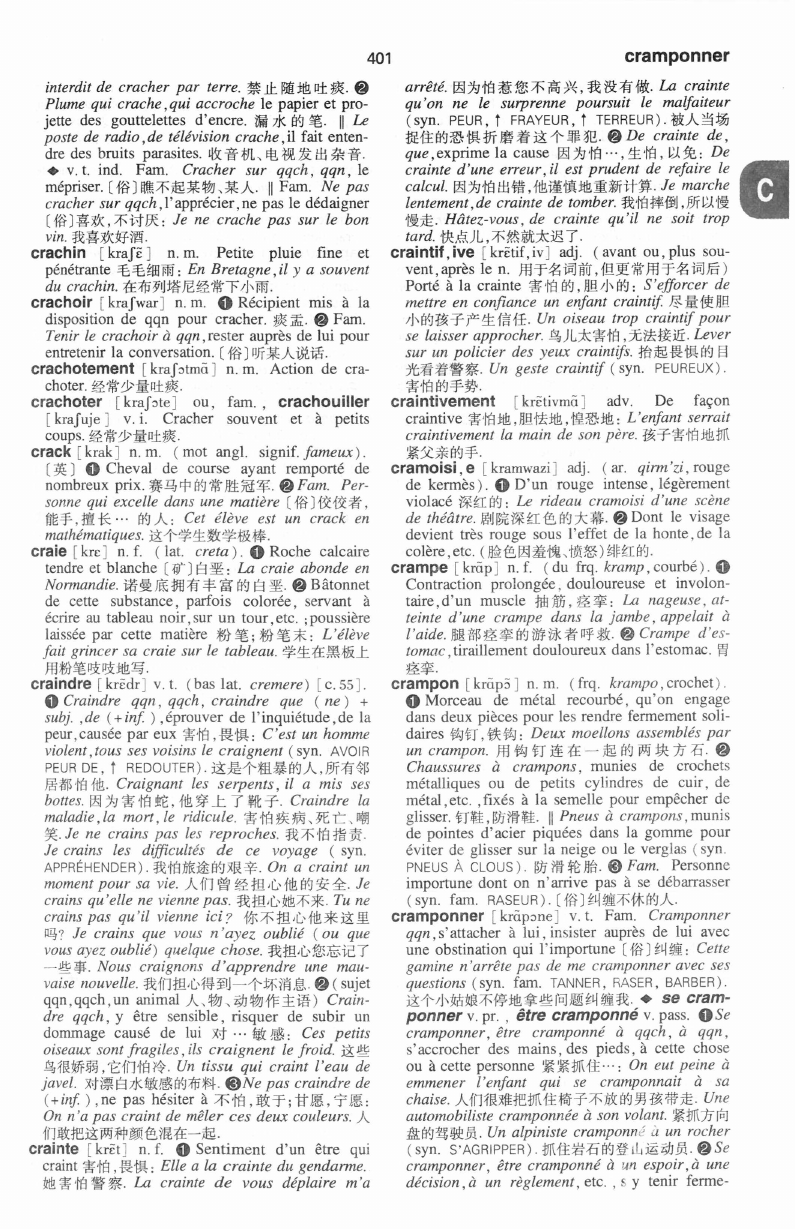 401
cramponner
interdit de cracher par terre. 禁止随地吐痰. ❷
Plume qui crache,qui accroche le papier et pro-
jette des gouttelettes d'encre. 漏水的笔. ‖ Le
poste de radio,de télévision crache,il fait enten-
dre des bruits parasites. 收音机、电视发出杂音.
◆ v. t. ind. Fam. Cracher sur qqch, qqn, le
mépriser. [俗]瞧不起某物、某人. ‖ Fam. Ne pas
cracher sur qqch,l'apprécier,ne pas le dédaigner
[俗]喜欢,不讨厌: Je ne crache pas sur le bon
vin. 我喜欢好酒.
crachin [kraʃɛ̃] n. m. Petite pluie fine et
pénétrante 毛毛细雨: En Bretagne,il y a souvent
du crachin. 在布列塔尼经常下小雨.
crachoir [kraʃwar] n. m. ❶ Récipient mis à la
disposition de qqn pour cracher. 痰盂. ❷ Fam.
Tenir le crachoir à qqn,rester auprès de lui pour
entretenir la conversation. [俗]听某人说话.
crachotement [kraʃɔtmɑ̃] n. m. Action de cra-
choter. 经常少量吐痰.
crachoter [kraʃɔte] ou, fam. , crachouiller
[kraʃuje] v. i. Cracher souvent et à petits
coups. 经常少量吐痰.
crack [krak] n. m. (mot angl. signif. fameux).
[英] ❶ Cheval de course ayant remporté de
nombreux prix. 赛马中的常胜冠军. ❷ Fam. Per-
sonne qui excelle dans une matière [俗]佼佼者,
能手,擅长… 的人: Cet élève est un crack en
mathématiques. 这个学生数学极棒.
craie [krɛ] n. f. (lat. creta). ❶ Roche calcaire
tendre et blanche [矿]白垩: La craie abonde en
Normandie. 诺曼底拥有丰富的白垩. ❷ Bâtonnet
de cette substance, parfois colorée, servant à
écrire au tableau noir,sur un tour,etc. ;poussière
laissée par cette matière 粉笔;粉笔末: L'élève
fait grincer sa craie sur le tableau. 学生在黑板上
用粉笔吱吱地写.
craindre [krɛ̃dr] v. t. (bas lat. cremere) [c. 55].
❶ Craindre qqn, qqch, craindre que (ne) +
subj. ,de (+inf.),éprouver de l'inquiétude,de la
peur,causée par eux 害怕,畏惧: C'est un homme
violent,tous ses voisins le craignent (syn. AVOIR
PEUR DE, ↑ REDOUTER). 这是个粗暴的人,所有邻
居都怕他. Craignant les serpents, il a mis ses
bottes. 因为害怕蛇,他穿上了靴子. Craindre la
maladie,la mort,le ridicule. 害怕疾病、死亡、嘲
笑. Je ne crains pas les reproches. 我不怕指责.
Je crains les difficultés de ce voyage (syn.
APPRÉHENDER). 我怕旅途的艰辛. On a craint un
moment pour sa vie. 人们曾经担心他的安全. Je
crains qu'elle ne vienne pas. 我担心她不来. Tu ne
crains pas qu'il vienne ici? 你不担心他来这里
吗? Je crains que vous n'ayez oublié (ou que
vous ayez oublié) quelque chose. 我担心您忘记了
一些事. Nous craignons d'apprendre une mau-
vaise nouvelle. 我们担心得到一个坏消息. ❷ (sujet
qqn,qqch,un animal 人、物、动物作主语) Crain-
dre qqch, y être sensible, risquer de subir un
dommage causé de lui 对…敏感: Ces petits
oiseaux sont fragiles,ils craignent le froid. 这些
鸟很娇弱,它们怕冷. Un tissu qui craint l'eau de
javel. 对漂白水敏感的布料. ❸ Ne pas craindre de
(+inf.),ne pas hésiter à 不怕,敢于;甘愿,宁愿:
On n'a pas craint de mêler ces deux couleurs. 人
们敢把这两种颜色混在一起.
crainte [krɛ̃t] n. f. ❶ Sentiment d'un être qui
craint 害怕,畏惧: Elle a la crainte du gendarme.
她害怕警察. La crainte de vous déplaire m'a
arrêté. 因为怕惹您不高兴,我没有做. La crainte
qu'on ne le surprenne poursuit le malfaiteur
(syn. PEUR, ↑ FRAYEUR, ↑ TERREUR). 被人当场
捉住的恐惧折磨着这个罪犯. ❷ De crainte de,
que,exprime la cause 因为怕…,生怕,以免: De
crainte d'une erreur,il est prudent de refaire le
calcul. 因为怕出错,他谨慎地重新计算. Je marche
lentement,de crainte de tomber. 我怕摔倒,所以慢
慢走. Hâtez-vous, de crainte qu'il ne soit trop
tard. 快点儿,不然就太迟了.
C
craintif,ive [krɛ̃tif,iv] adj. (avant ou,plus sou-
vent,après le n. 用于名词前,但更常用于名词后)
Porté à la crainte 害怕的,胆小的: S'efforcer de
mettre en confiance un enfant craintif. 尽量使胆
小的孩子产生信任. Un oiseau trop craintif pour
se laisser approcher. 鸟儿太害怕,无法接近. Lever
sur un policier des yeux craintifs. 抬起畏惧的目
光看着警察. Un geste craintif (syn. PEUREUX).
害怕的手势.
craintivement [krɛ̃tivmɑ̃] adv. De façon
craintive 害怕地,胆怯地,惶恐地: L'enfant serrait
craintivement la main de son père. 孩子害怕地抓
紧父亲的手.
cramoisi,e [kramwazi] adj. (ar. qirm'zi,rouge
de kermès). ❶ D'un rouge intense, légèrement
violacé 深红的: Le rideau cramoisi d'une scène
de théâtre. 剧院深红色的大幕. ❷ Dont le visage
devient très rouge sous l'effet de la honte,de la
colère,etc. (脸色因羞愧、愤怒)绯红的.
crampe [krɑ̃p] n. f. (du frq. kramp,courbé). ❶
Contraction prolongée, douloureuse et involon-
taire,d'un muscle 抽筋,痉挛: La nageuse, at-
teinte d'une crampe dans la jambe, appelait à
l'aide. 腿部痉挛的游泳者呼救. ❷ Crampe d'es-
tomac,tiraillement douloureux dans l'estomac. 胃
痉挛.
crampon [krɑ̃pɔ̃] n. m. (frq. krampo,crochet).
❶ Morceau de métal recourbé, qu'on engage
dans deux pièces pour les rendre fermement soli-
daires 钩钉,铁钩: Deux moellons assemblés par
un crampon. 用钩钉连在一起的两块方石. ❷
Chaussures à crampons, munies de crochets
métalliques ou de petits cylindres de cuir, de
métal,etc. ,fixés à la semelle pour empêcher de
glisser. 钉鞋,防滑鞋. ‖ Pneus à crampons,munis
de pointes d'acier piquées dans la gomme pour
éviter de glisser sur la neige ou le verglas (syn.
PNEUS À CLOUS). 防滑轮胎. ❸ Fam. Personne
importune dont on n'arrive pas à se débarrasser
(syn. fam. RASEUR). [俗]纠缠不休的人.
cramponner [krɑ̃pɔne] v. t. Fam. Cramponner
qqn,s'attacher à lui,insister auprès de lui avec
une obstination qui l'importune [俗]纠缠: Cette
gamine n'arrête pas de me cramponner avec ses
questions (syn. fam. TANNER, RASER, BARBER).
这个小姑娘不停地拿些问题纠缠我. ◆ se cram-
ponner v. pr. , être cramponné v. pass. ❶ Se
cramponner, être cramponné à qqch, à qqn,
s'accrocher des mains,des pieds,à cette chose
ou à cette personne 紧紧抓住…: On eut peine à
emmener l'enfant qui se cramponnait à sa
chaise. 人们很难把抓住椅子不放的男孩带走. Une
automobiliste cramponnée à son volant. 紧抓方向
盘的驾驶员. Un alpiniste cramponné à un rocher
(syn. S'AGRIPPER). 抓住岩石的登山运动员. ❷ Se
cramponner, être cramponné à un espoir,à une
décision,à un règlement, etc. , s y tenir ferme-